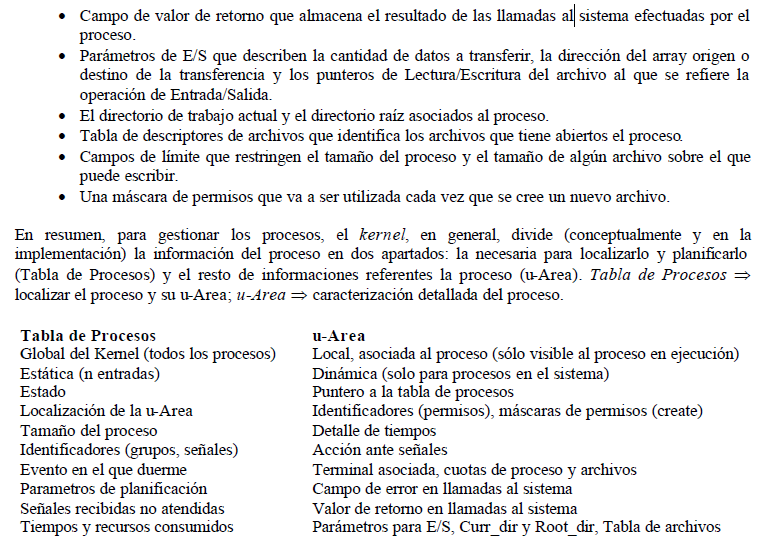 • Campo de valor de retorno que almacena el resultado de las llamadas al sistema efectuadas por el
proceso.
• Parámetros de E/S que describen la cantidad de datos a transferir, la dirección del array origen o
destino de la transferencia y los punteros de Lectura/Escritura del archivo al que se refiere la
operación de Entrada/Salida.
• El directorio de trabajo actual y el directorio raíz asociados al proceso.
• Tabla de descriptores de archivos que identifica los archivos que tiene abiertos el proceso.
• Campos de límite que restringen el tamaño del proceso y el tamaño de algún archivo sobre el que
puede escribir.
• Una máscara de permisos que va a ser utilizada cada vez que se cree un nuevo archivo.
En resumen, para gestionar los procesos, el kernel, en general, divide (conceptualmente y en la
implementación) la información del proceso en dos apartados: la necesaria para localizarlo y planificarlo
(Tabla de Procesos) y el resto de informaciones referentes la proceso (u-Area). Tabla de Procesos ⇒
localizar el proceso y su u-Area; u-Area ⇒ caracterización detallada del proceso.
Tabla de Procesos u-Area
Global del Kernel (todos los procesos) Local, asociada al proceso (sólo visible al proceso en ejecución)
Estática (n entradas) Dinámica (solo para procesos en el sistema)
Estado Puntero a la tabla de procesos
Localización de la u-Area Identificadores (permisos), máscaras de permisos (create)
Tamaño del proceso Detalle de tiempos
Identificadores (grupos, señales) Acción ante señales
Evento en el que duerme Terminal asociada, cuotas de proceso y archivos
Parametros de planificación Campo de error en llamadas al sistema
Señales recibidas no atendidas Valor de retorno en llamadas al sistema
Tiempos y recursos consumidos Parámetros para E/S, Curr_dir y Root_dir, Tabla de archivos